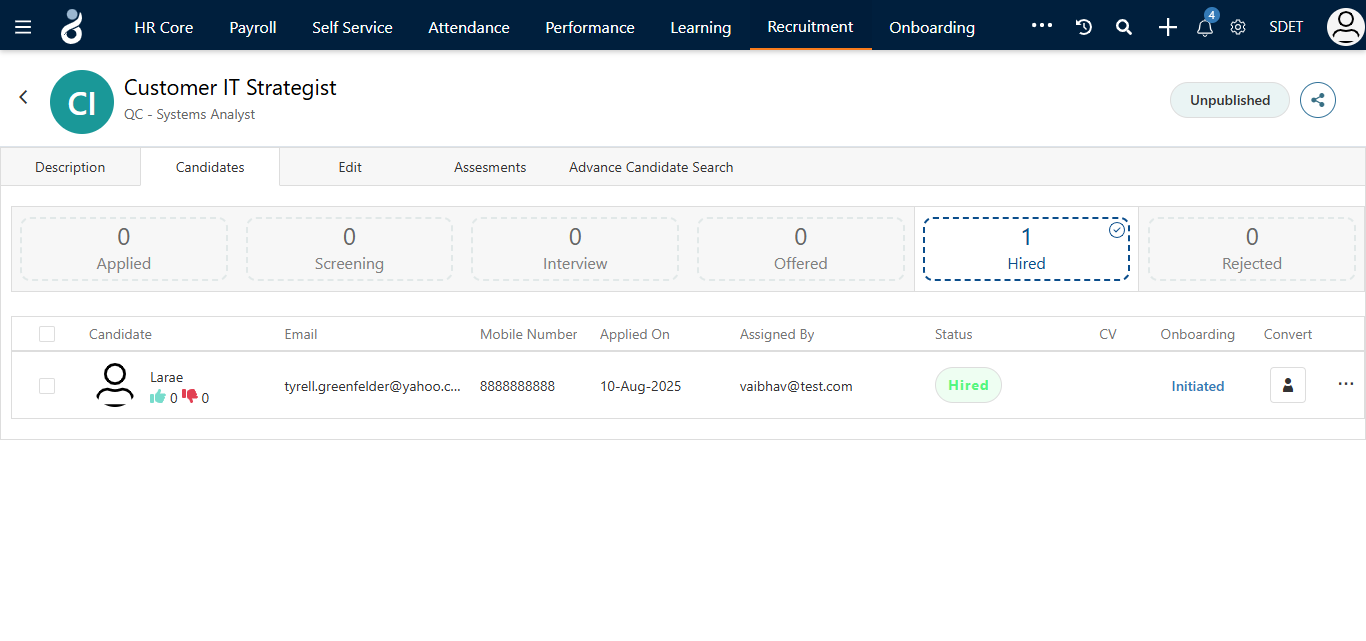 HR Core Payroll Self Service Attendance Performance Learning Recruitment Onboarding 4 SDET
CI
Customer IT Strategist
QC - Systems Analyst
Unpublished
Description Candidates Edit Assesments Advance Candidate Search
0 0 0 0 1 0
Applied Screening Interview Offered Hired Rejected
Candidate Email Mobile Number Applied On Assigned By Status CV Onboarding Convert
Larae
0 0
tyrell.greenfelder@yahoo.c... 8888888888 10-Aug-2025 vaibhav@test.com Hired Initiated